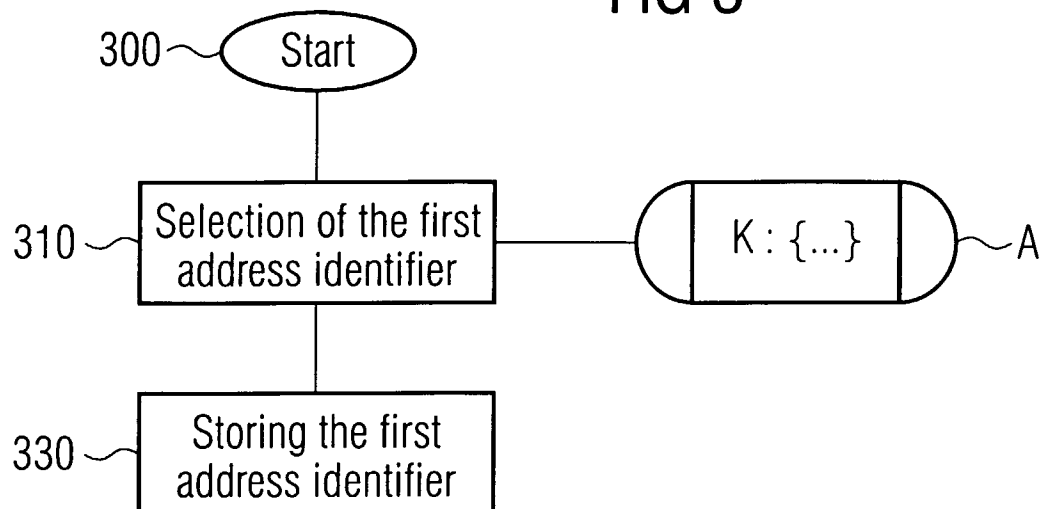 300 Start
310 Selection of the first
address identifier
K : {...} A
330 Storing the first
address identifier